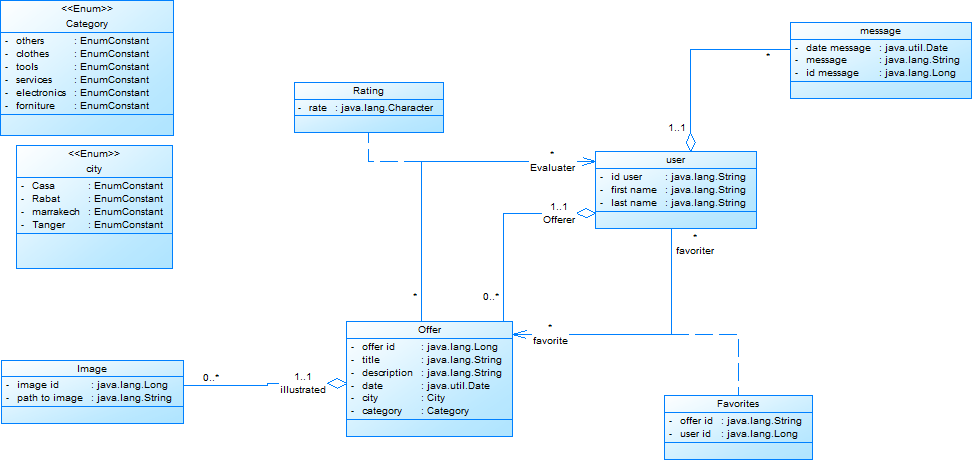 <<Enum>>
Category
- others : EnumConstant
- clothes : EnumConstant
- tools : EnumConstant
- services : EnumConstant
- electronics : EnumConstant
- forniture : EnumConstant
<<Enum>>
city
- Casa : EnumConstant
- Rabat : EnumConstant
- marrakech : EnumConstant
- Tanger : EnumConstant
Rating
- rate : java.lang.Character
message
- date message : java.util.Date
- message : java.lang.String
- id message : java.lang.Long
*
1..1
*
Evaluater
user
- id user : java.lang.String
- first name : java.lang.String
- last name : java.lang.String
1..1
Offerer
*
favoriter
*
0..*
*
favorite
Offer
- offer id : java.lang.Long
- title : java.lang.String
- description : java.lang.String
- date : java.util.Date
- city : City
- category : Category
Image
- image id : java.lang.Long
- path to image : java.lang.String
0..*
1..1
illustrated
Favorites
- offer id : java.lang.String
- user id : java.lang.Long